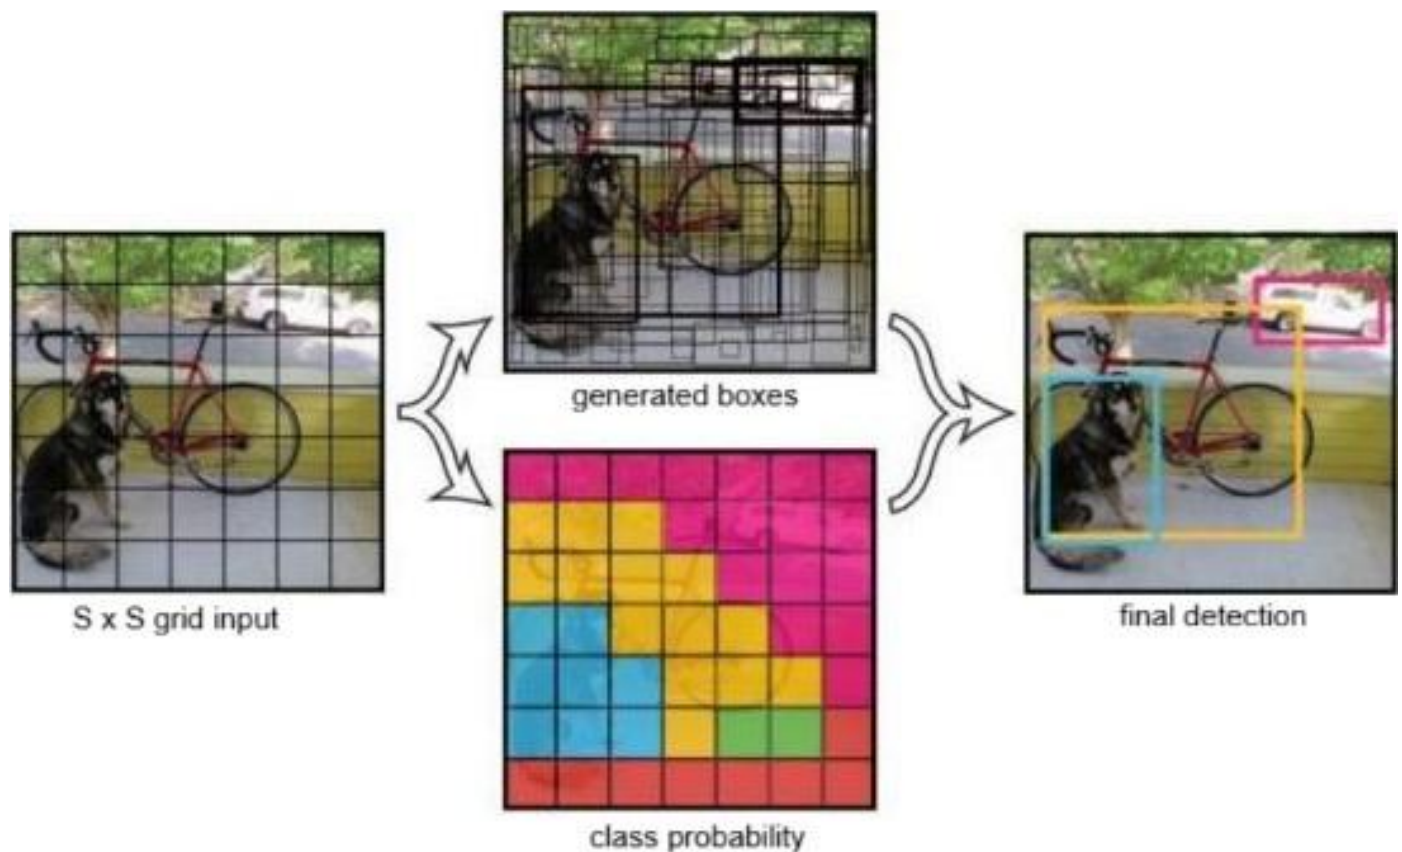 generated boxes
S x S grid input
final detection
class probability